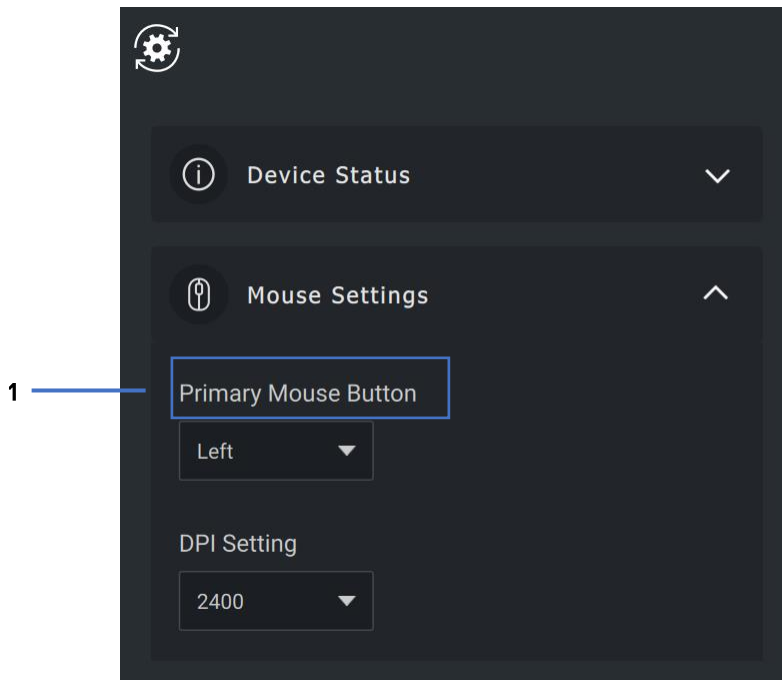 Device Status
Mouse Settings
1
Primary Mouse Button
Left
DPI Setting
2400